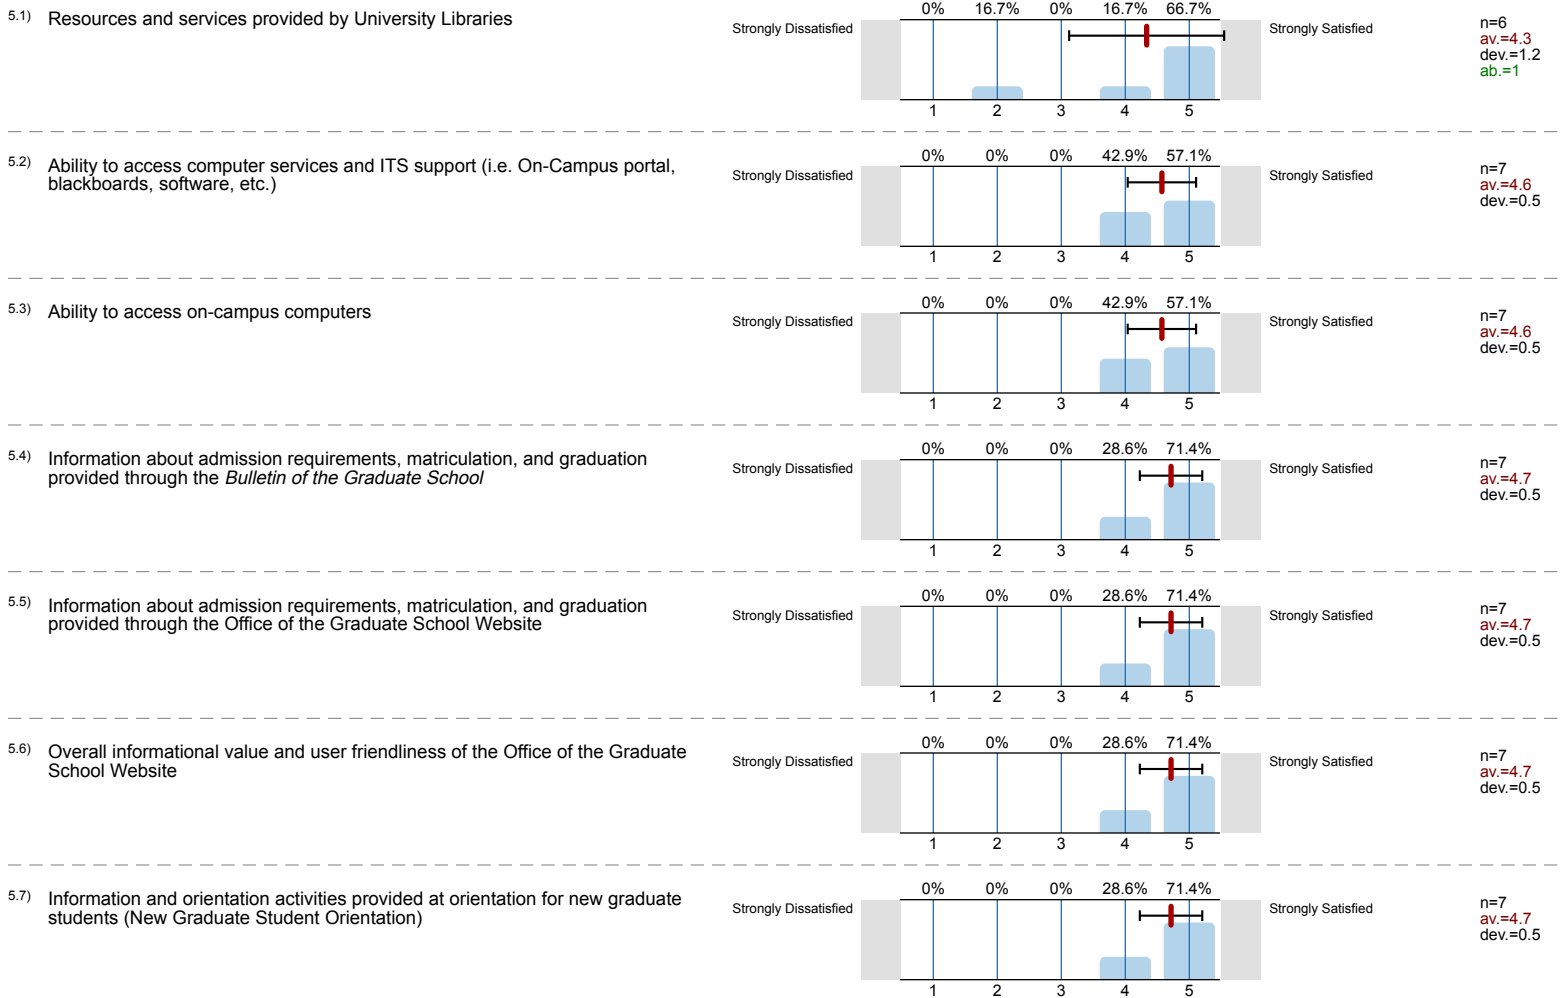 5.1) Resources and services provided by University Libraries
Strongly Dissatisfied
0% 16.7% 0% 16.7% 66.7%
1 2 3 4 5
Strongly Satisfied
n=6
av.=4.3
dev.=1.2
ab.=1
5.2) Ability to access computer services and ITS support (i.e. On-Campus portal,
blackboards, software, etc.)
Strongly Dissatisfied
0% 0% 0% 42.9% 57.1%
1 2 3 4 5
Strongly Satisfied
n=7
av.=4.6
dev.=0.5
5.3) Ability to access on-campus computers
Strongly Dissatisfied
0% 0% 0% 42.9% 57.1%
1 2 3 4 5
Strongly Satisfied
n=7
av.=4.6
dev.=0.5
5.4) Information about admission requirements, matriculation, and graduation
provided through the Bulletin of the Graduate School
Strongly Dissatisfied
0% 0% 0% 28.6% 71.4%
1 2 3 4 5
Strongly Satisfied
n=7
av.=4.7
dev.=0.5
5.5) Information about admission requirements, matriculation, and graduation
provided through the Office of the Graduate School Website
Strongly Dissatisfied
0% 0% 0% 28.6% 71.4%
1 2 3 4 5
Strongly Satisfied
n=7
av.=4.7
dev.=0.5
5.6) Overall informational value and user friendliness of the Office of the Graduate
School Website
Strongly Dissatisfied
0% 0% 0% 28.6% 71.4%
1 2 3 4 5
Strongly Satisfied
n=7
av.=4.7
dev.=0.5
5.7) Information and orientation activities provided at orientation for new graduate
students (New Graduate Student Orientation)
Strongly Dissatisfied
0% 0% 0% 28.6% 71.4%
1 2 3 4 5
Strongly Satisfied
n=7
av.=4.7
dev.=0.5